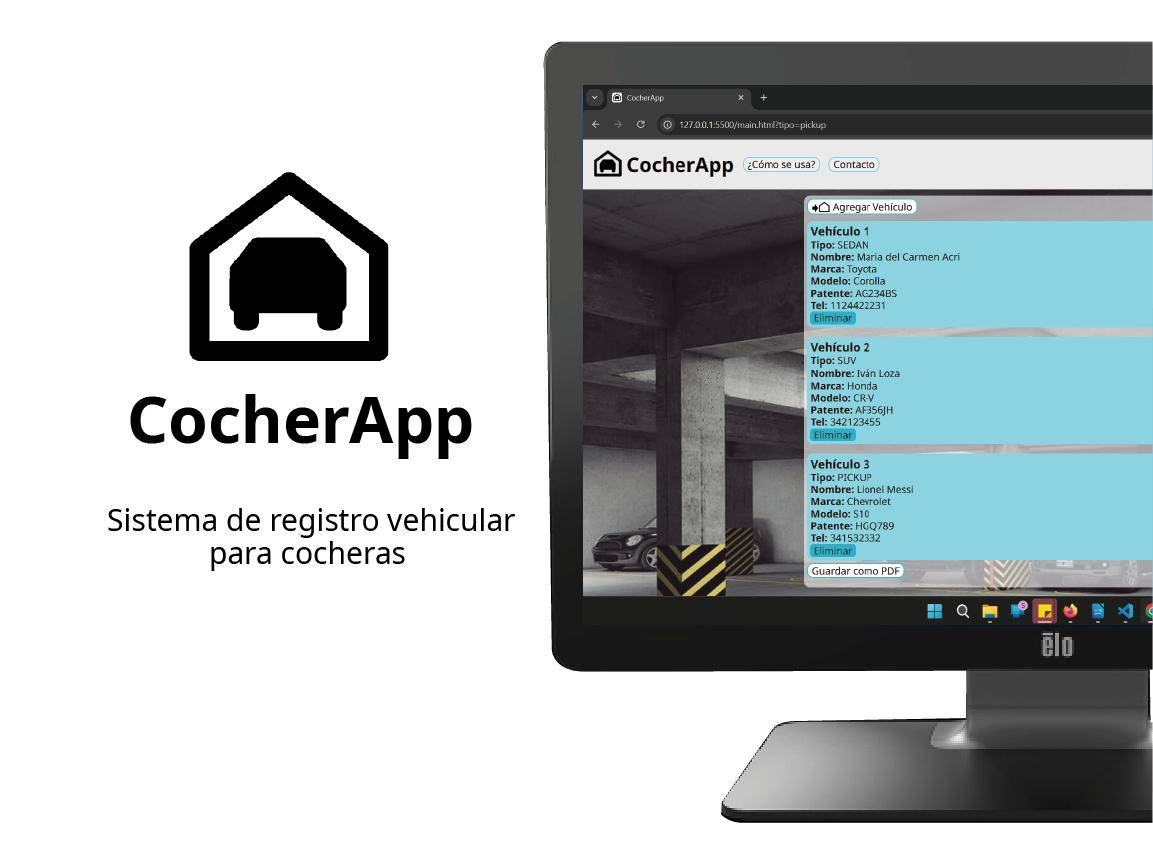 CocherApp
Sistema de registro vehicular
para cocheras
CocherApp
127.0.0.1:5500/main.html?tipo=pickup
CocherApp
¿Cómo se usa?
Contacto
Agregar Vehículo
Vehículo 1
Tipo: SEDAN
Nombre: Maria del Carmen Acri
Marca: Toyota
Modelo: Corolla
Patente: AG234BS
Tel: 1124422231
Eliminar
Vehículo 2
Tipo: SUV
Nombre: Iván Loza
Marca: Honda
Modelo: CR-V
Patente: AF356JH
Tel: 342123455
Eliminar
Vehículo 3
Tipo: PICKUP
Nombre: Lionel Messi
Marca: Chevrolet
Modelo: S10
Patente: HGQ789
Tel: 341532332
Eliminar
Guardar como PDF
ēlo